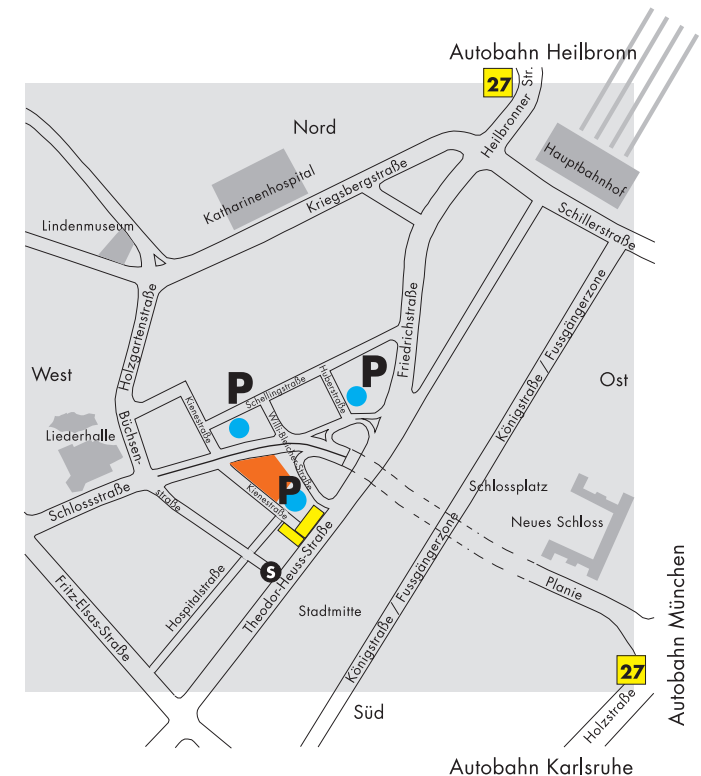 Autobahn Heilbronn
27
Heilbronner Str.
Nord
Hauptbahnhof
Katharinenhospital
Kriegsbergstraße
Schillerstraße
Lindenmuseum
Holzgartenstraße
Friedrichstraße
Königstraße / Fussgängerzone
West
P
P
Schellingstraße
Huberstraße
Ost
Kienestraße
Willi-Bleicher-Straße
Büchsen-
Liederhalle
Schlossstraße
straße
P
Kienestraße
Schlossplatz
Neues Schloss
S
Theodor-Heuss-Straße
Hospitalstraße
Fritz-Elsas-Straße
Stadtmitte
Königstraße / Fussgängerzone
Planie
Autobahn München
27
Holzstraße
Süd
Autobahn Karlsruhe